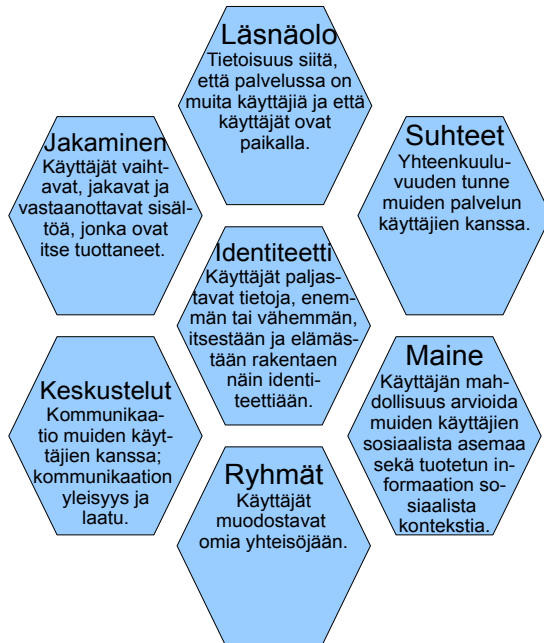 Läsnäolo
Tietoisuus siitä,
että palvelussa on
muita käyttäjiä ja että
käyttäjät ovat
paikalla.
Jakaminen
Käyttäjät vaiht-
avat, jakavat ja
vastaanottavat sisäl-
töä, jonka ovat
itse tuottaneet.
Suhteet
Yhteenkuulu-
vuuden tunne
muiden palvelun
käyttäjien kanssa.
Identiteetti
Käyttäjät paljas-
tavat tietoja, enem-
män tai vähemmän,
itsestään ja elämäs-
tään rakentaen
näin identi-
teettiään.
Keskustelut
Kommunikaa-
tio muiden käyt-
täjien kanssa;
kommunikaation
yleisyys ja
laatu.
Maine
Käyttäjän mah-
dollisuus arvioida
muiden käyttäjien
sosiaalista asemaa
sekä tuotetun in-
formaation so-
siaalista
kontekstia.
Ryhmät
Käyttäjät
muodostavat
omia yhteisöjään.